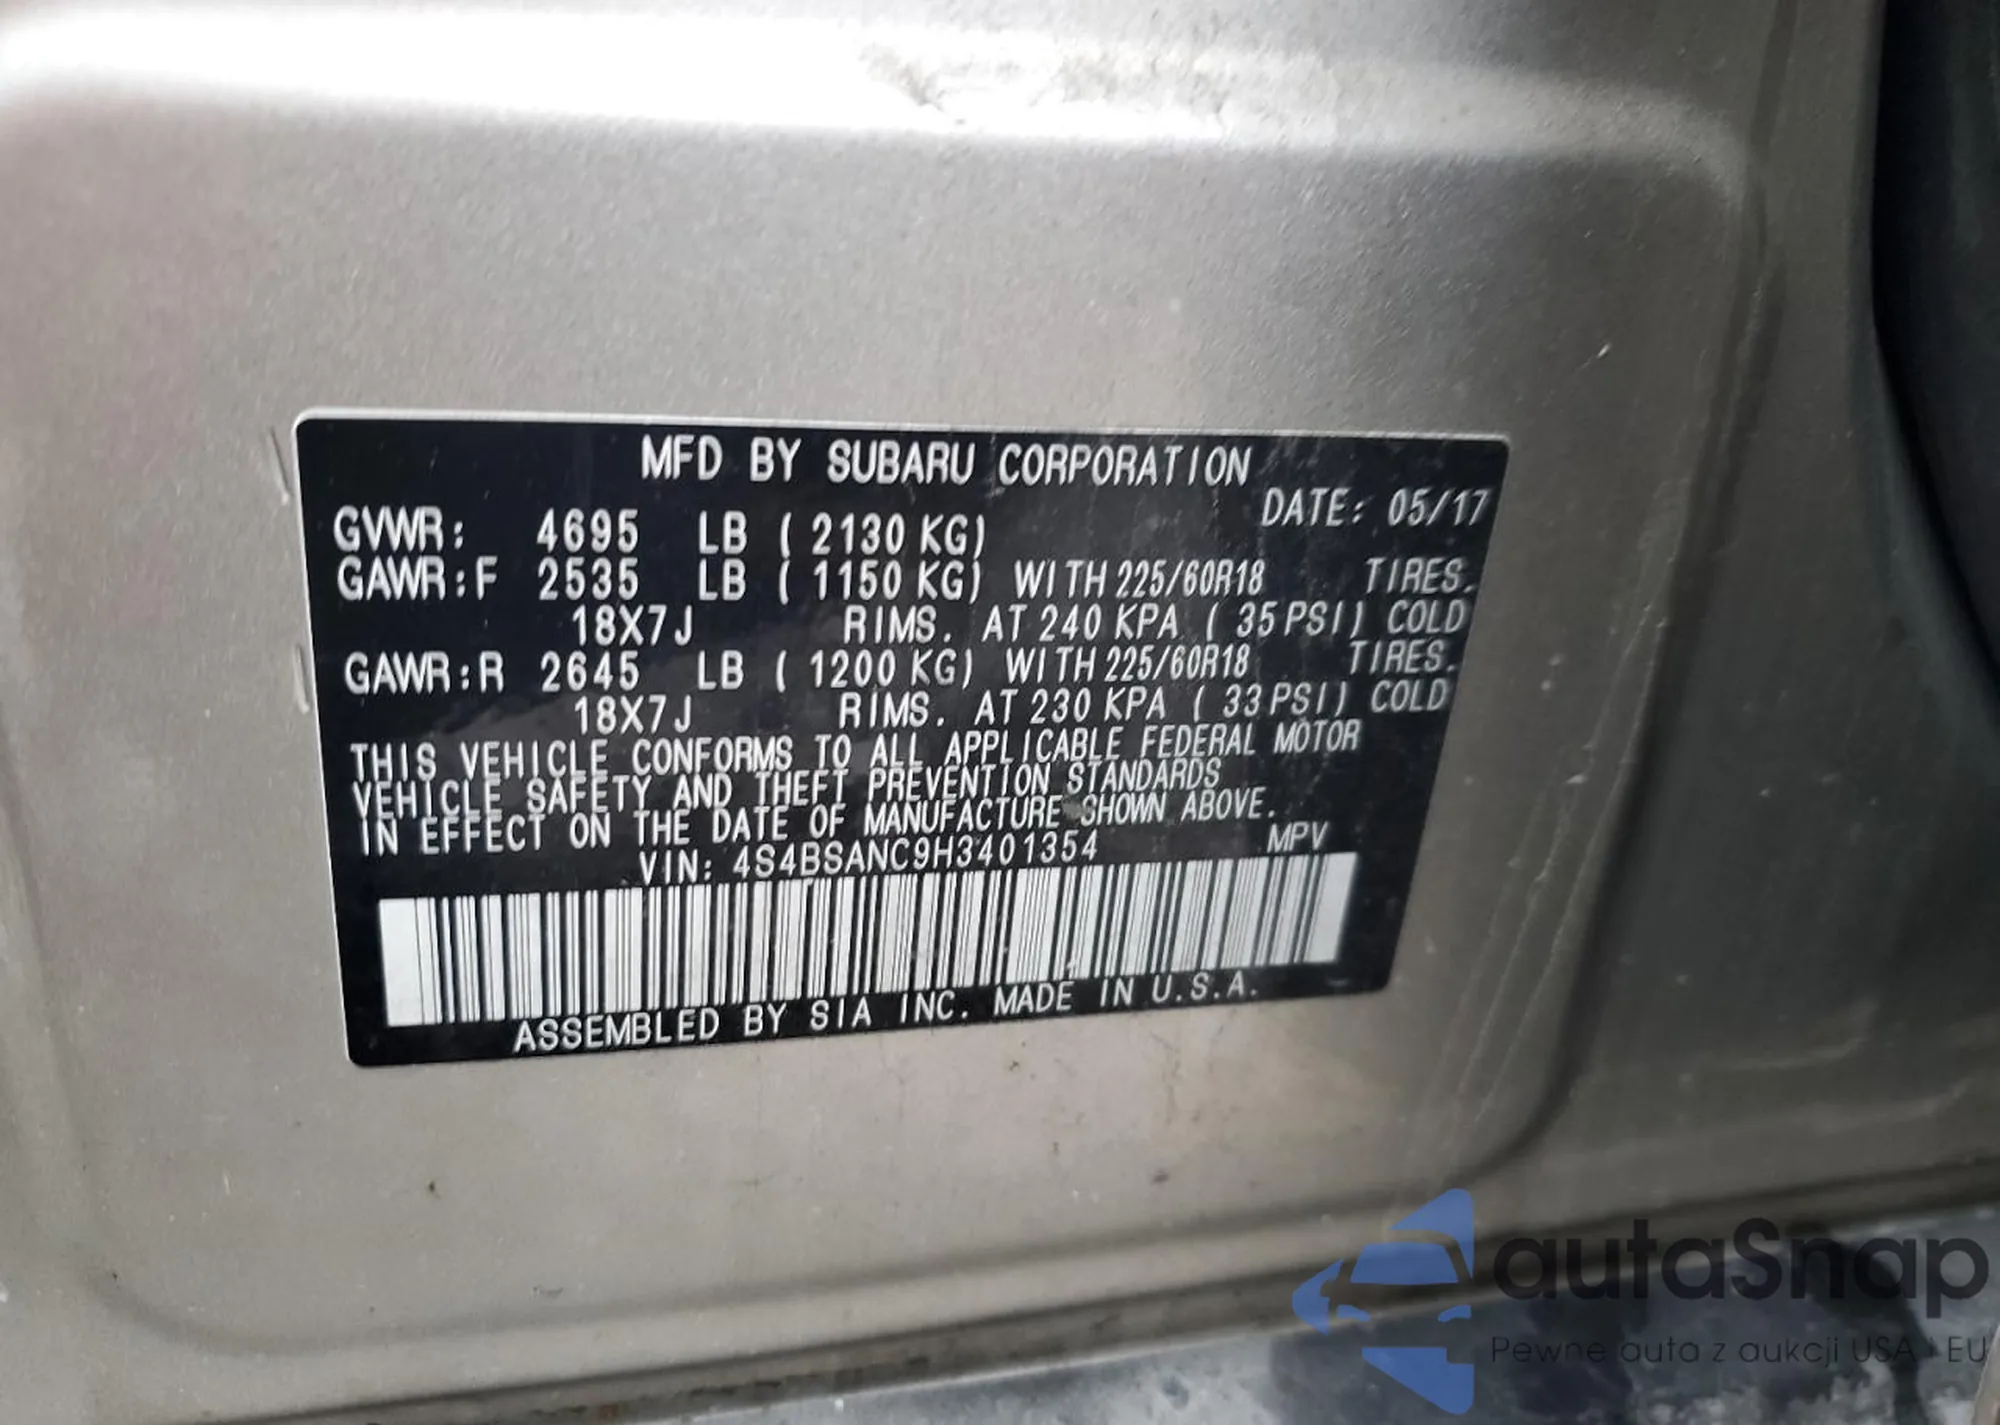 MFD BY SUBARU CORPORATION
DATE: 05/17
GVWR: 4695 LB ( 2130 KG)
GAWR:F 2535 LB ( 1150 KG) WITH 225/60R18 TIRES.
18X7J RIMS. AT 240 KPA ( 35 PSI) COLD
GAWR:R 2645 LB ( 1200 KG) WITH 225/60R18 TIRES.
18X7J RIMS. AT 230 KPA ( 33 PSI) COLD
THIS VEHICLE CONFORMS TO ALL APPLICABLE FEDERAL MOTOR
VEHICLE SAFETY AND THEFT PREVENTION STANDARDS
IN EFFECT ON THE DATE OF MANUFACTURE SHOWN ABOVE.
VIN: 4S4BSANC9H3401354 MPV
ASSEMBLED BY SIA INC. MADE IN U.S.A.
autaSnap
Pewne auta z aukcji USA i EU